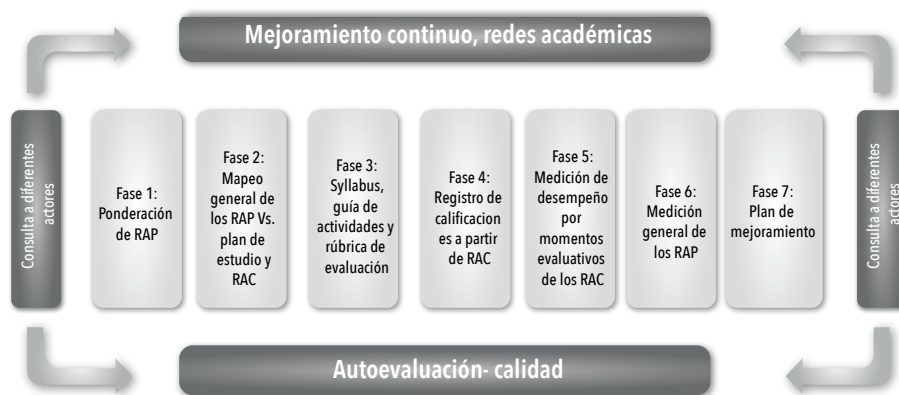 Mejoramiento continuo, redes académicas
Consulta a diferentes
actores
Fase 1:
Ponderación
de RAP
Fase 2:
Mapeo
general de
los RAP Vs.
plan de
estudio y
RAC
Fase 3:
Syllabus,
guía de
actividades y
rúbrica de
evaluación
Fase 4:
Registro de
calificacion
es a partir
de RAC
Fase 5:
Medición de
desempeño
por
momentos
evaluativos
de los RAC
Fase 6:
Medición
general de
los RAP
Fase 7:
Plan de
mejoramiento
Consulta a diferentes
actores
Autoevaluación- calidad